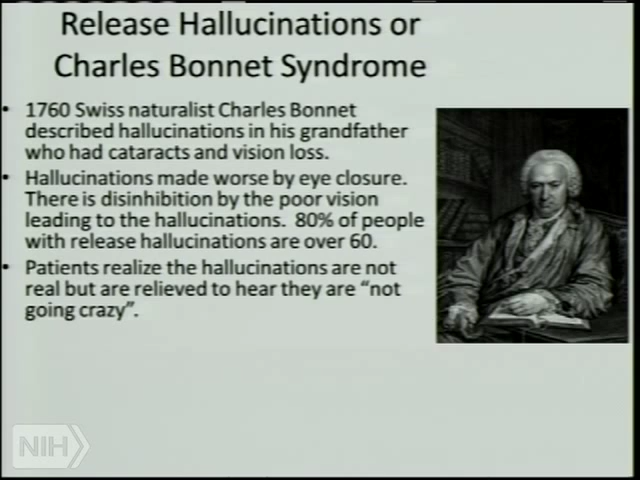 Release Hallucinations or
Charles Bonnet Syndrome
• 1760 Swiss naturalist Charles Bonnet
described hallucinations in his grandfather
who had cataracts and vision loss.
• Hallucinations made worse by eye closure.
There is disinhibition by the poor vision
leading to the hallucinations. 80% of people
with release hallucinations are over 60.
• Patients realize the hallucinations are not
real but are relieved to hear they are “not
going crazy”.
NIH